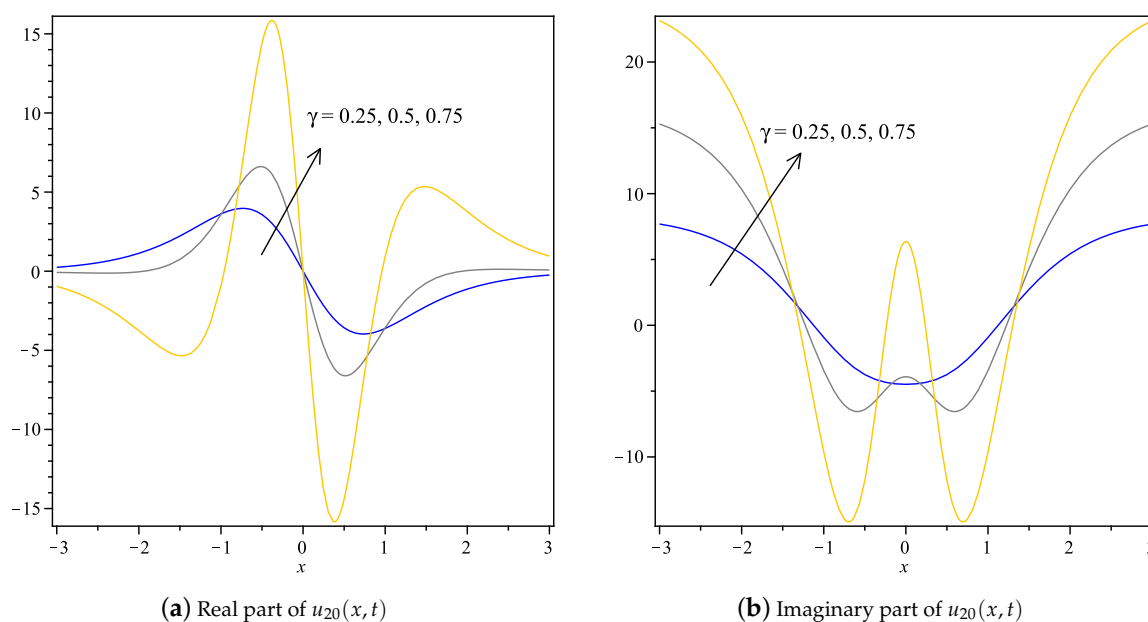 15
10
5
0
−5
−10
−15
−3 −2 −1 0 1 2 3
x
γ = 0.25, 0.5, 0.75
(a) Real part of u20(x, t)
20
10
0
−10
−3 −2 −1 0 1 2 3
x
γ = 0.25, 0.5, 0.75
(b) Imaginary part of u20(x, t)